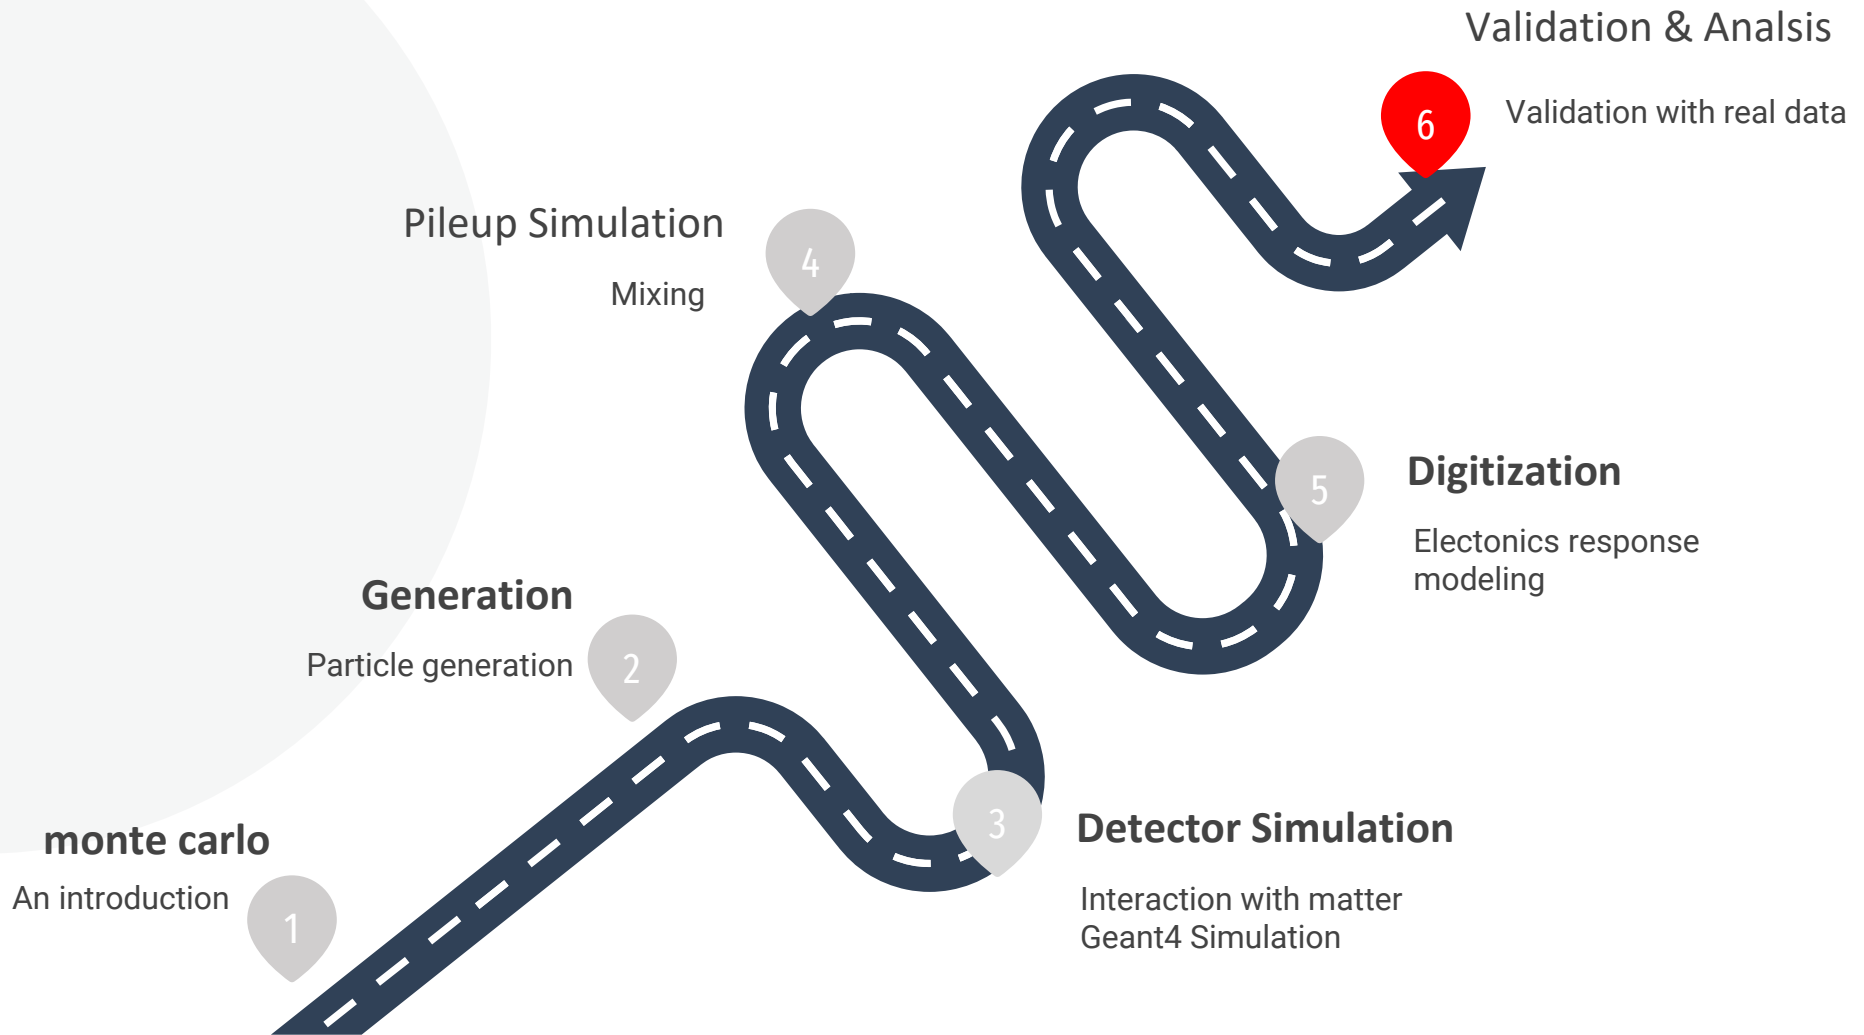 Validation & Analsis
6
Validation with real data
Pileup Simulation
4
Mixing
5
Digitization
Electonics response
modeling
Generation
2
Particle generation
3
Detector Simulation
Interaction with matter
Geant4 Simulation
monte carlo
An introduction
1